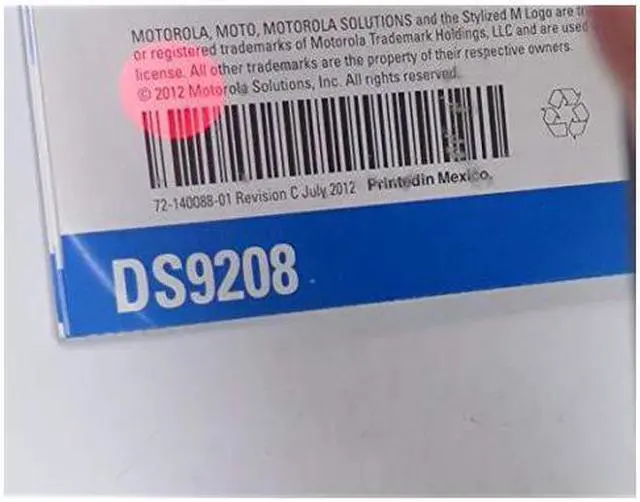 MOTOROLA, MOTO, MOTOROLA SOLUTIONS and the Stylized M Logo are
or registered trademarks of Motorola Trademark Holdings, LLC and are used
license. All other trademarks are the property of their respective owners.
© 2012 Motorola Solutions, Inc. All rights reserved.
72-140088-01 Revision C July 2012 Printed in Mexico.
DS9208